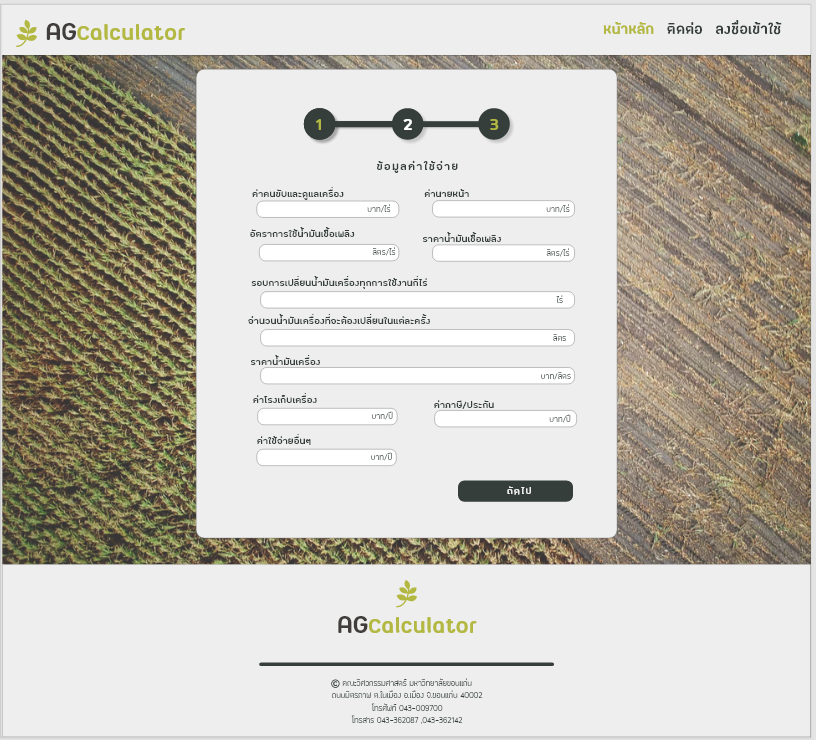 AGCalculator
หน้าหลัก ติดต่อ ลงชื่อเข้าใช้
1 2 3
ข้อมูลค่าใช้จ่าย
ค่าคนขับและดูแลเครื่อง ค่านายหน้า
บาท/ไร่ บาท/ไร่
อัตราการใช้น้ำมันเชื้อเพลิง ราคาน้ำมันเชื้อเพลิง
ลิตร/ไร่ ลิตร/ไร่
รอบการเปลี่ยนน้ำมันเครื่องทุกการใช้งานกี่ไร่
ไร่
จำนวนน้ำมันเครื่องที่จะต้องเปลี่ยนในแต่ละครั้ง
ลิตร
ราคาน้ำมันเครื่อง
บาท/ลิตร
ค่าโรงเก็บเครื่อง ค่าภาษี/ประกัน
บาท/ปี บาท/ปี
ค่าใช้จ่ายอื่นๆ
บาท/ปี
ถัดไป
AGCalculator
© คณะวิศวกรรมศาสตร์ มหาวิทยาลัยขอนแก่น
ถนนมิตรภาพ ต.ในเมือง อ.เมือง จ.ขอนแก่น 40002
โทรศัพท์ 043-009700
โทรสาร 043-362087 ,043-362142